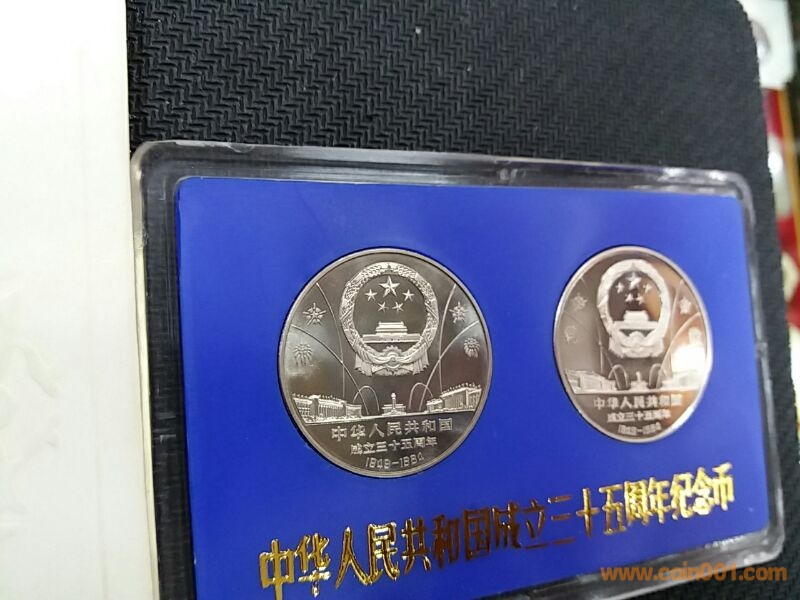 中华人民共和国
成立三十五周年
1949-1984
中华人民共和国
成立三十五周年
1949-1984
中华人民共和国成立三十五周年纪念币
www.coin001.com